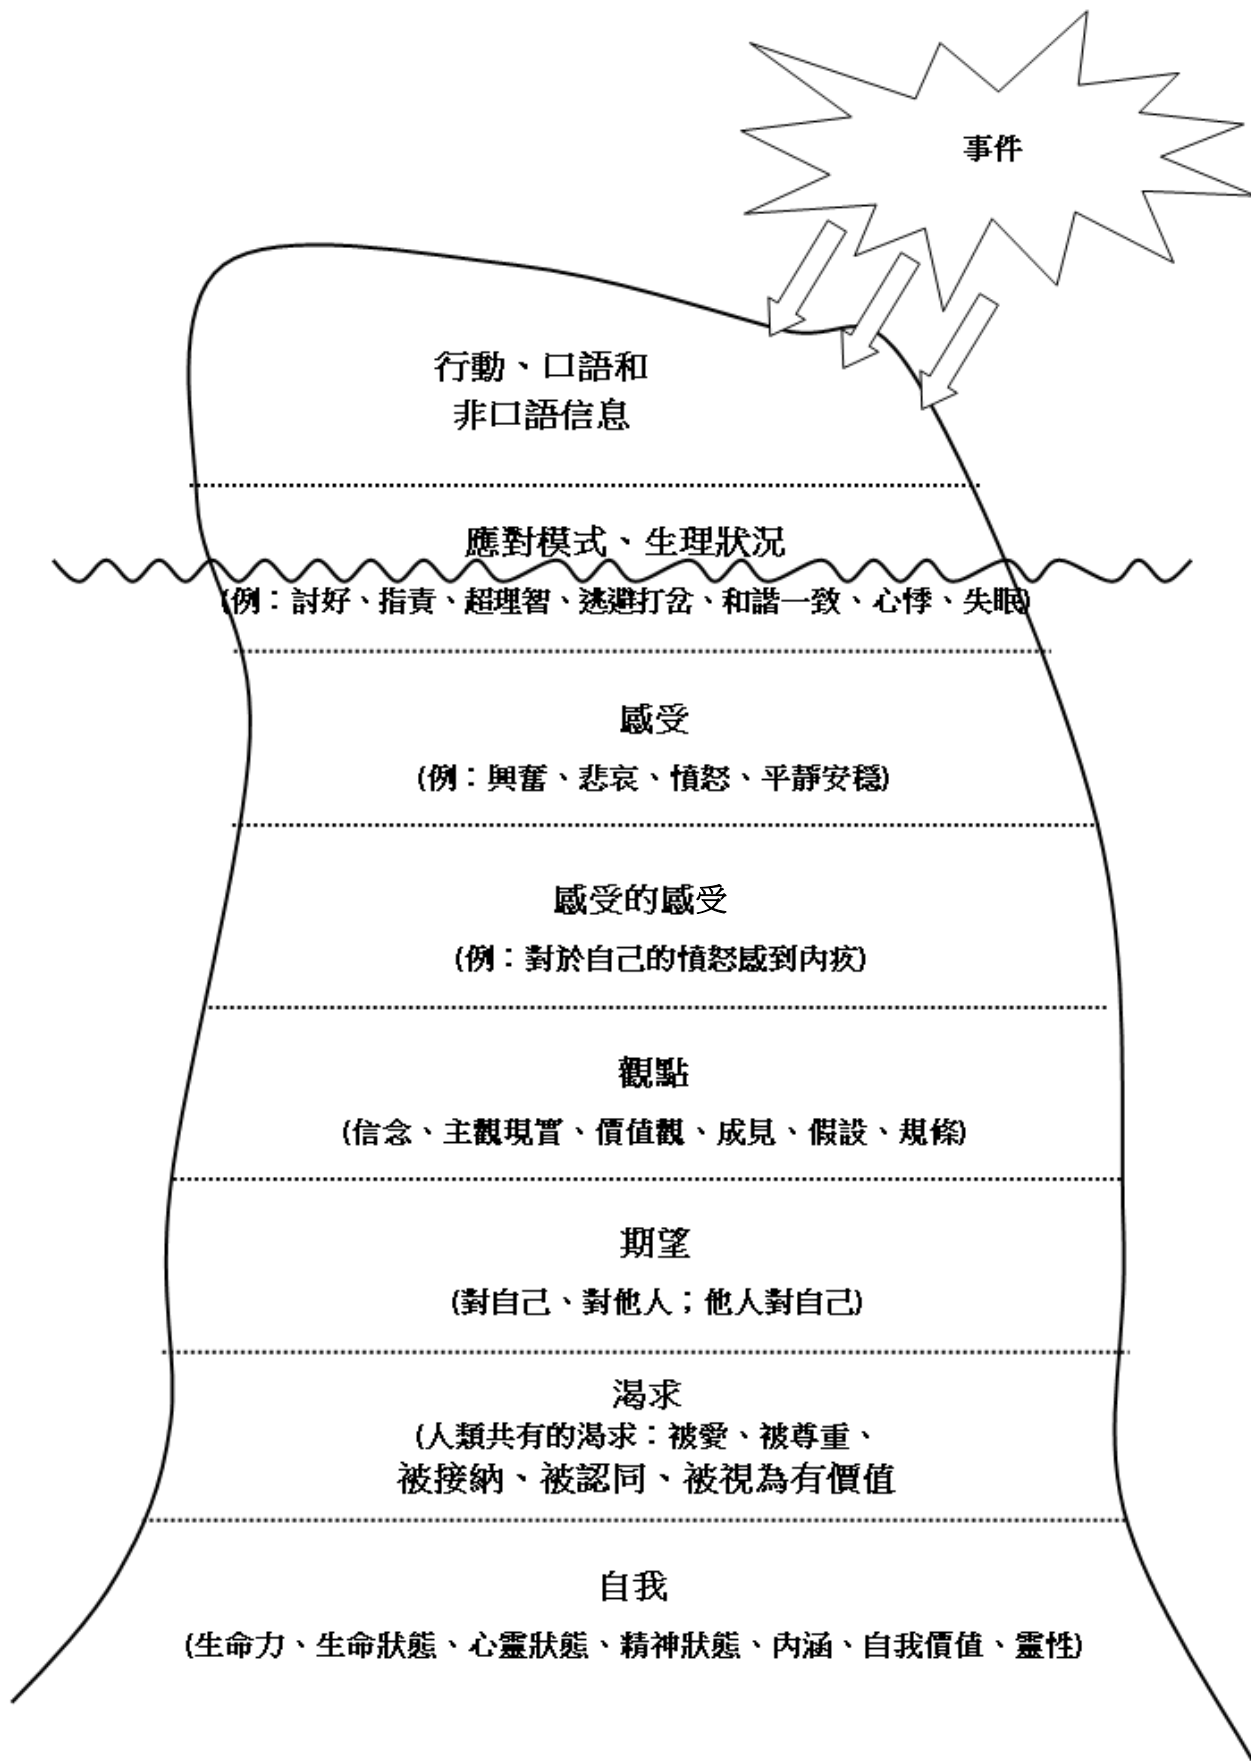 事件
行動、口語和
非口語信息
應對模式、生理狀況
(例：討好、指責、超理智、逃避打岔、和諧一致、心悸、失眠)
感受
(例：興奮、悲哀、憤怒、平靜安穩)
感受的感受
(例：對於自己的憤怒感到內疚)
觀點
(信念、主觀現實、價值觀、成見、假設、規條)
期望
(對自己、對他人；他人對自己)
渴求
(人類共有的渴求：被愛、被尊重、
被接納、被認同、被視為有價值
自我
(生命力、生命狀態、心靈狀態、精神狀態、內涵、自我價值、靈性)